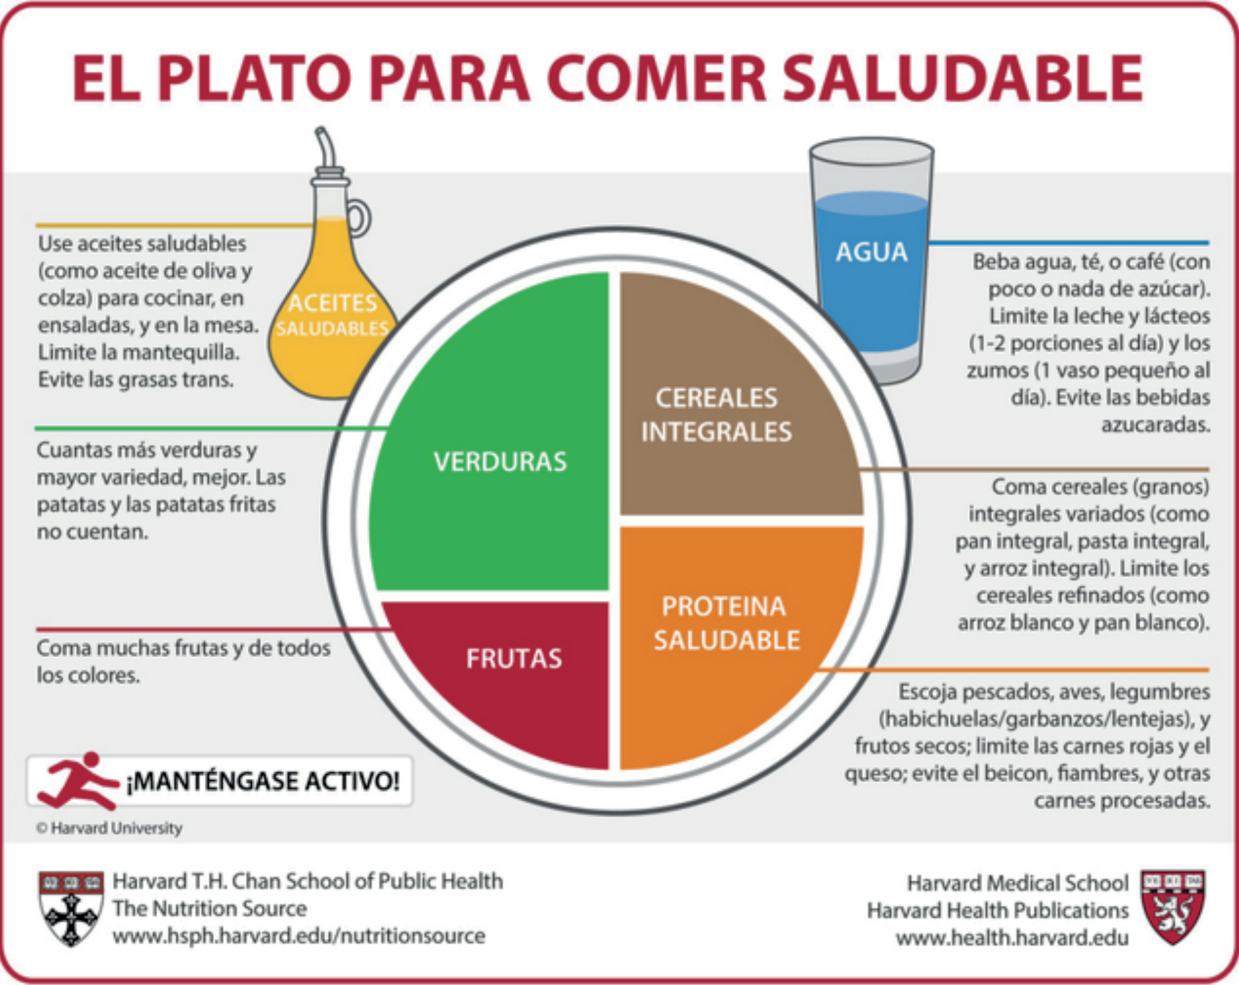 EL PLATO PARA COMER SALUDABLE
Use aceites saludables
(como aceite de oliva y
colza) para cocinar, en
ensaladas, y en la mesa.
Limite la mantequilla.
Evite las grasas trans.
ACEITES
SALUDABLES
AGUA
Beba agua, té, o café (con
poco o nada de azúcar).
Limite la leche y lácteos
(1-2 porciones al día) y los
zumos (1 vaso pequeño al
día). Evite las bebidas
azucaradas.
Cuantas más verduras y
mayor variedad, mejor. Las
patatas y las patatas fritas
no cuentan.
VERDURAS
CEREALES
INTEGRALES
Coma cereales (granos)
integrales variados (como
pan integral, pasta integral,
y arroz integral). Limite los
cereales refinados (como
arroz blanco y pan blanco).
Coma muchas frutas y de todos
los colores.
FRUTAS
PROTEINA
SALUDABLE
Escoja pescados, aves, legumbres
(habichuelas/garbanzos/lentejas), y
frutos secos; limite las carnes rojas y el
queso; evite el beicon, fiambres, y otras
carnes procesadas.
¡MANTÉNGASE ACTIVO!
© Harvard University
Harvard T.H. Chan School of Public Health
The Nutrition Source
www.hsph.harvard.edu/nutritionsource
Harvard Medical School
Harvard Health Publications
www.health.harvard.edu